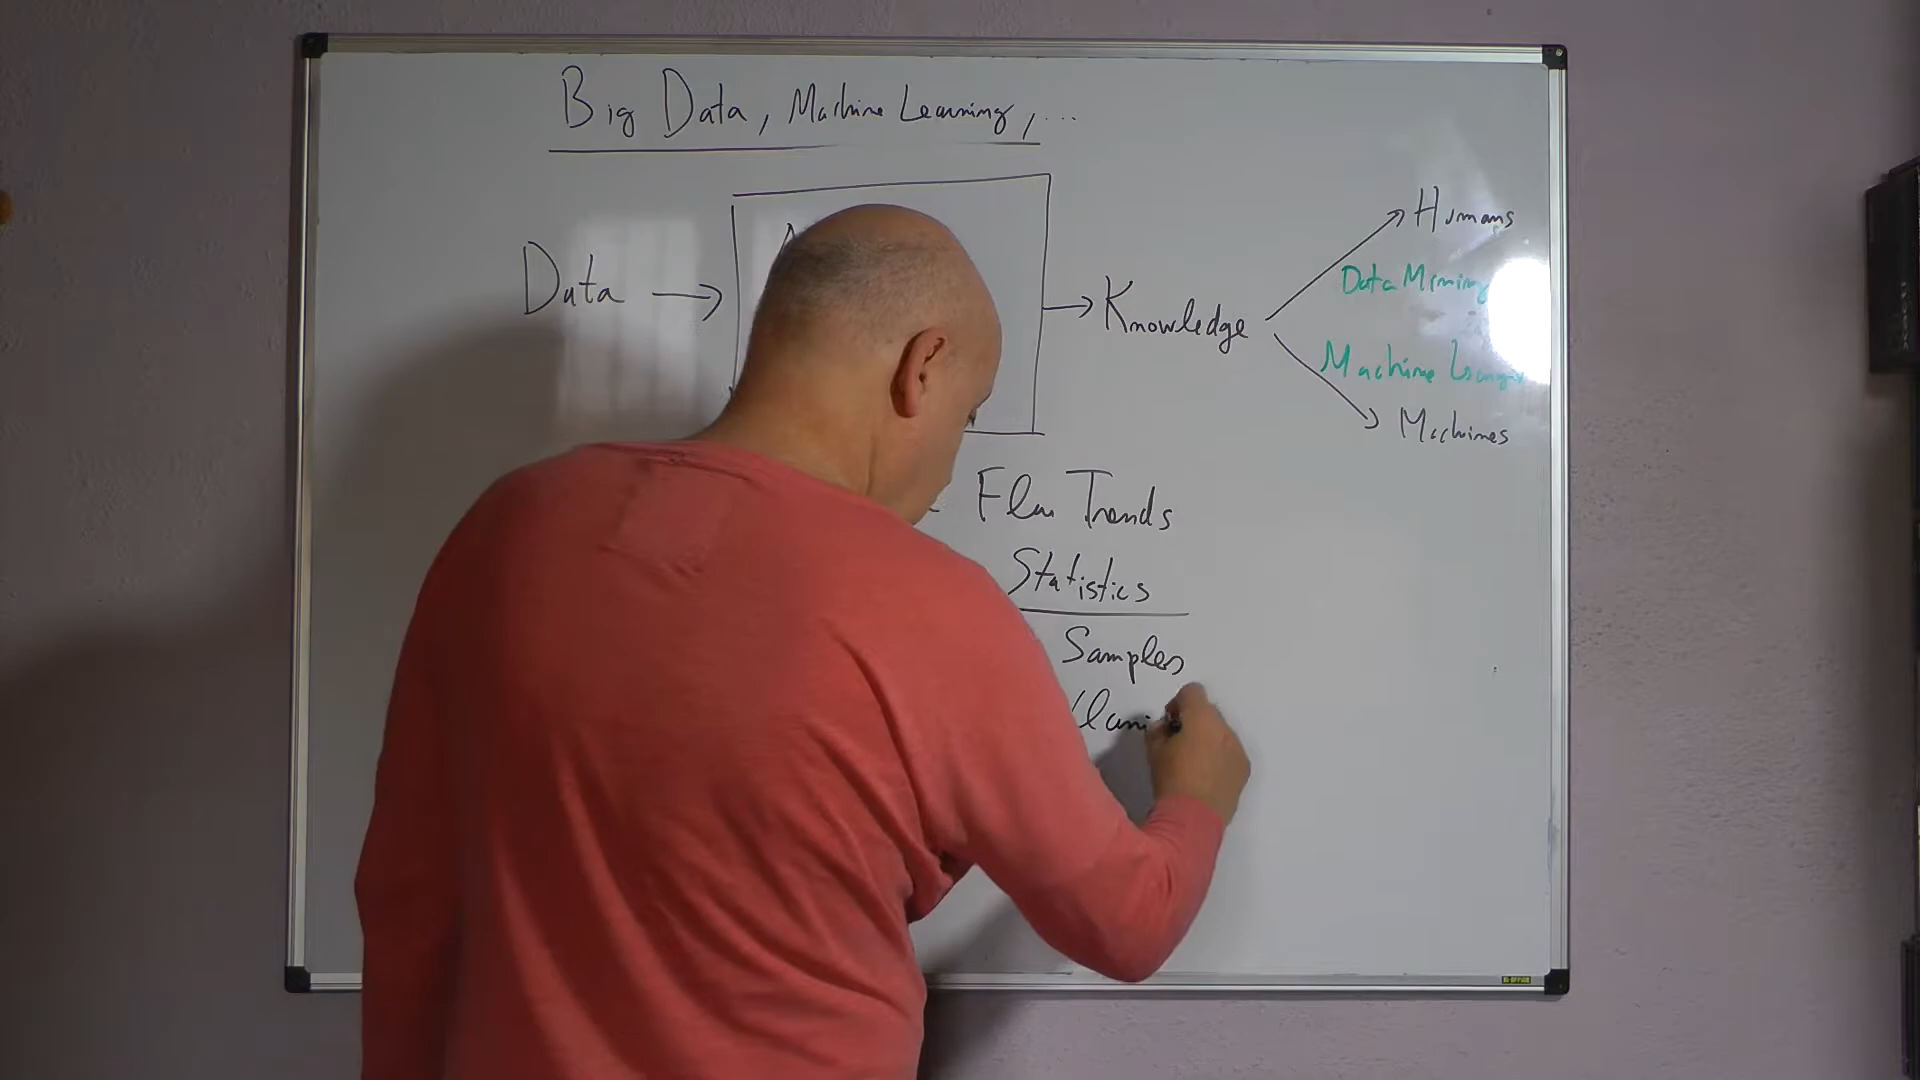 Big Data, Machine Learning, ...
Data → → Knowledge
Humans
Data Mining
Machine Learning
Machines
Flu Trends
Statistics
Samples